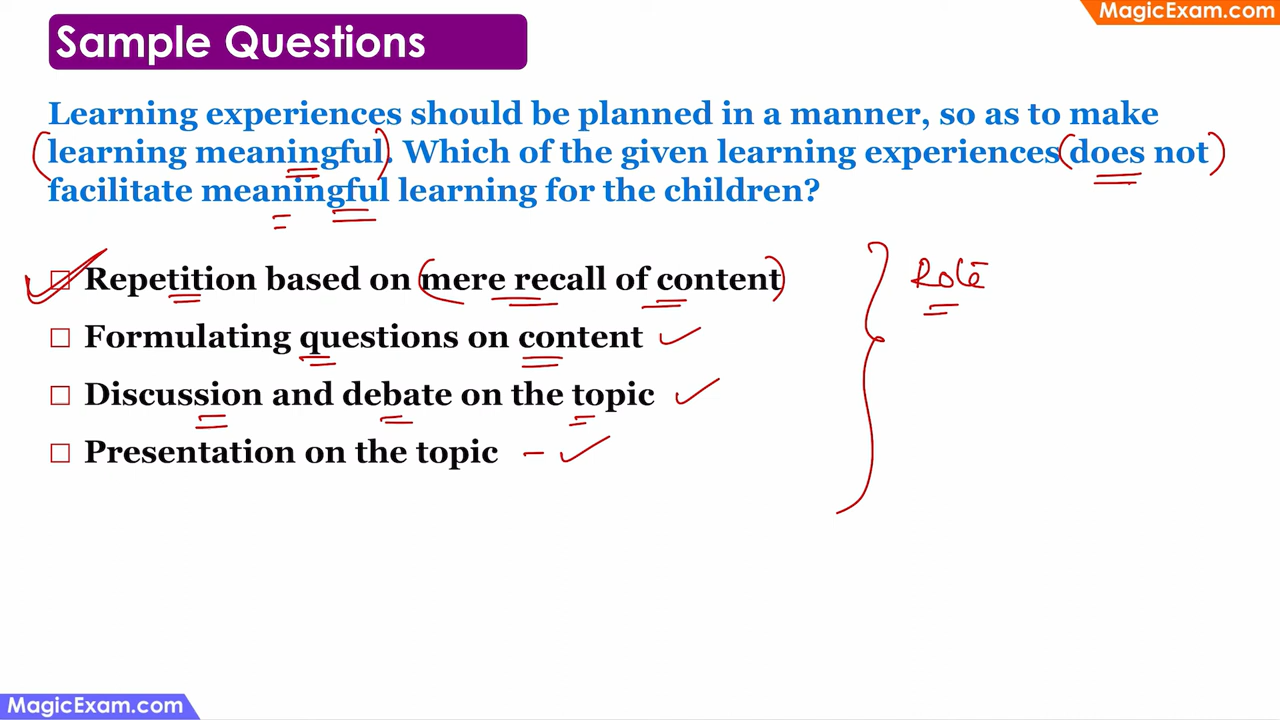 MagicExam.com
Sample Questions
Learning experiences should be planned in a manner, so as to make
learning meaningful. Which of the given learning experiences does not
facilitate meaningful learning for the children?
Repetition based on mere recall of content
Rote
Formulating questions on content
Discussion and debate on the topic
Presentation on the topic
MagicExam.com